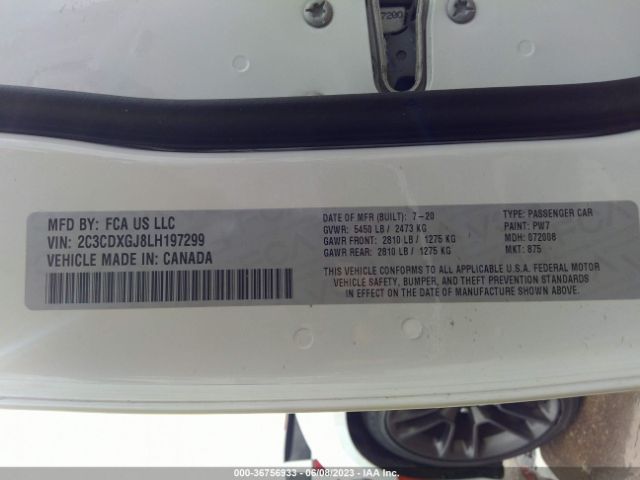 MFD BY: FCA US LLC
VIN: 2C3CDXGJ8LH197299
VEHICLE MADE IN: CANADA
DATE OF MFR (BUILT): 7-20
GVWR: 5450 LB / 2473 KG
GAWR FRONT: 2810 LB / 1275 KG
GAWR REAR: 2810 LB / 1275 KG
TYPE: PASSENGER CAR
PAINT: PW7
MDH: 072008
MKT: 875
THIS VEHICLE CONFORMS TO ALL APPLICABLE U.S.A. FEDERAL MOTOR
VEHICLE SAFETY, BUMPER, AND THEFT PREVENTION STANDARDS
IN EFFECT ON THE DATE OF MANUFACTURE SHOWN ABOVE.
000-36756933 - 06/08/2023 - IAA Inc.